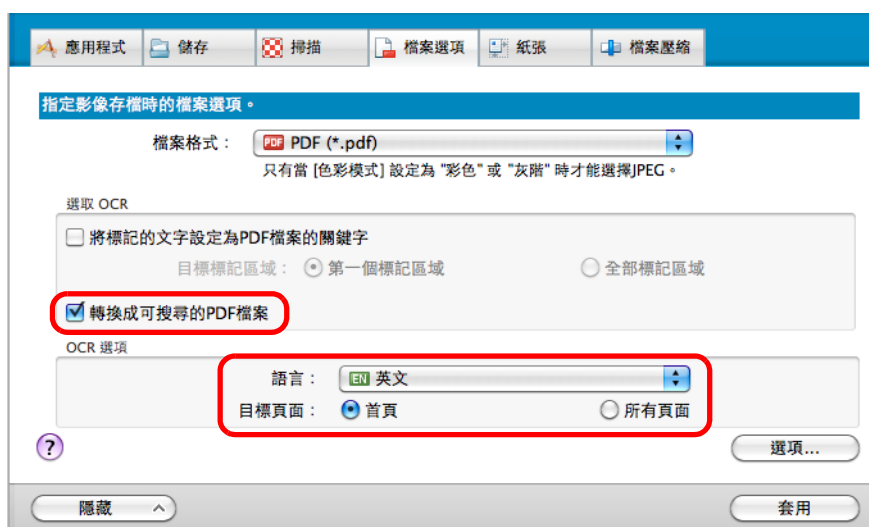 應用程式 儲存 掃描 檔案選項 紙張 檔案壓縮
指定影像存檔時的檔案選項。
檔案格式： PDF PDF (*.pdf)
只有當 [色彩模式] 設定為 "彩色" 或 "灰階" 時才能選擇JPEG。
選取 OCR
將標記的文字設定為PDF檔案的關鍵字
目標標記區域： 第一個標記區域 全部標記區域
轉換成可搜尋的PDF檔案
OCR 選項
語言： EN 英文
目標頁面： 首頁 所有頁面
? 選項...
隱藏 套用